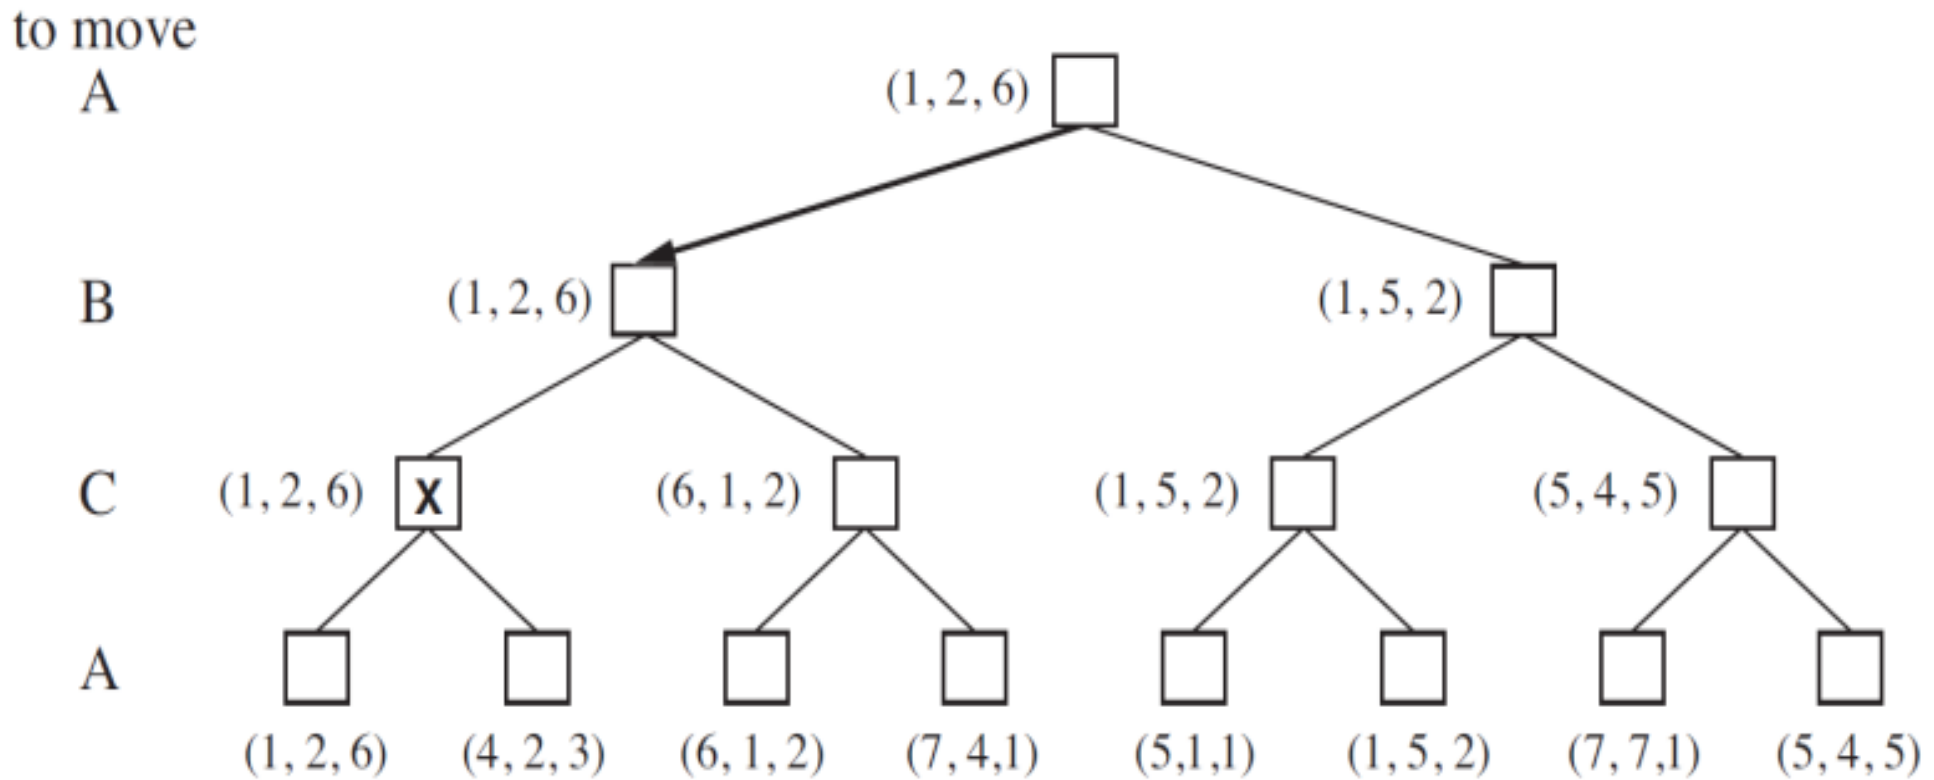 to move
A (1, 2, 6)
B (1, 2, 6) (1, 5, 2)
C (1, 2, 6) X (6, 1, 2) (1, 5, 2) (5, 4, 5)
A
(1, 2, 6) (4, 2, 3) (6, 1, 2) (7, 4, 1) (5,1,1) (1, 5, 2) (7, 7,1) (5, 4, 5)